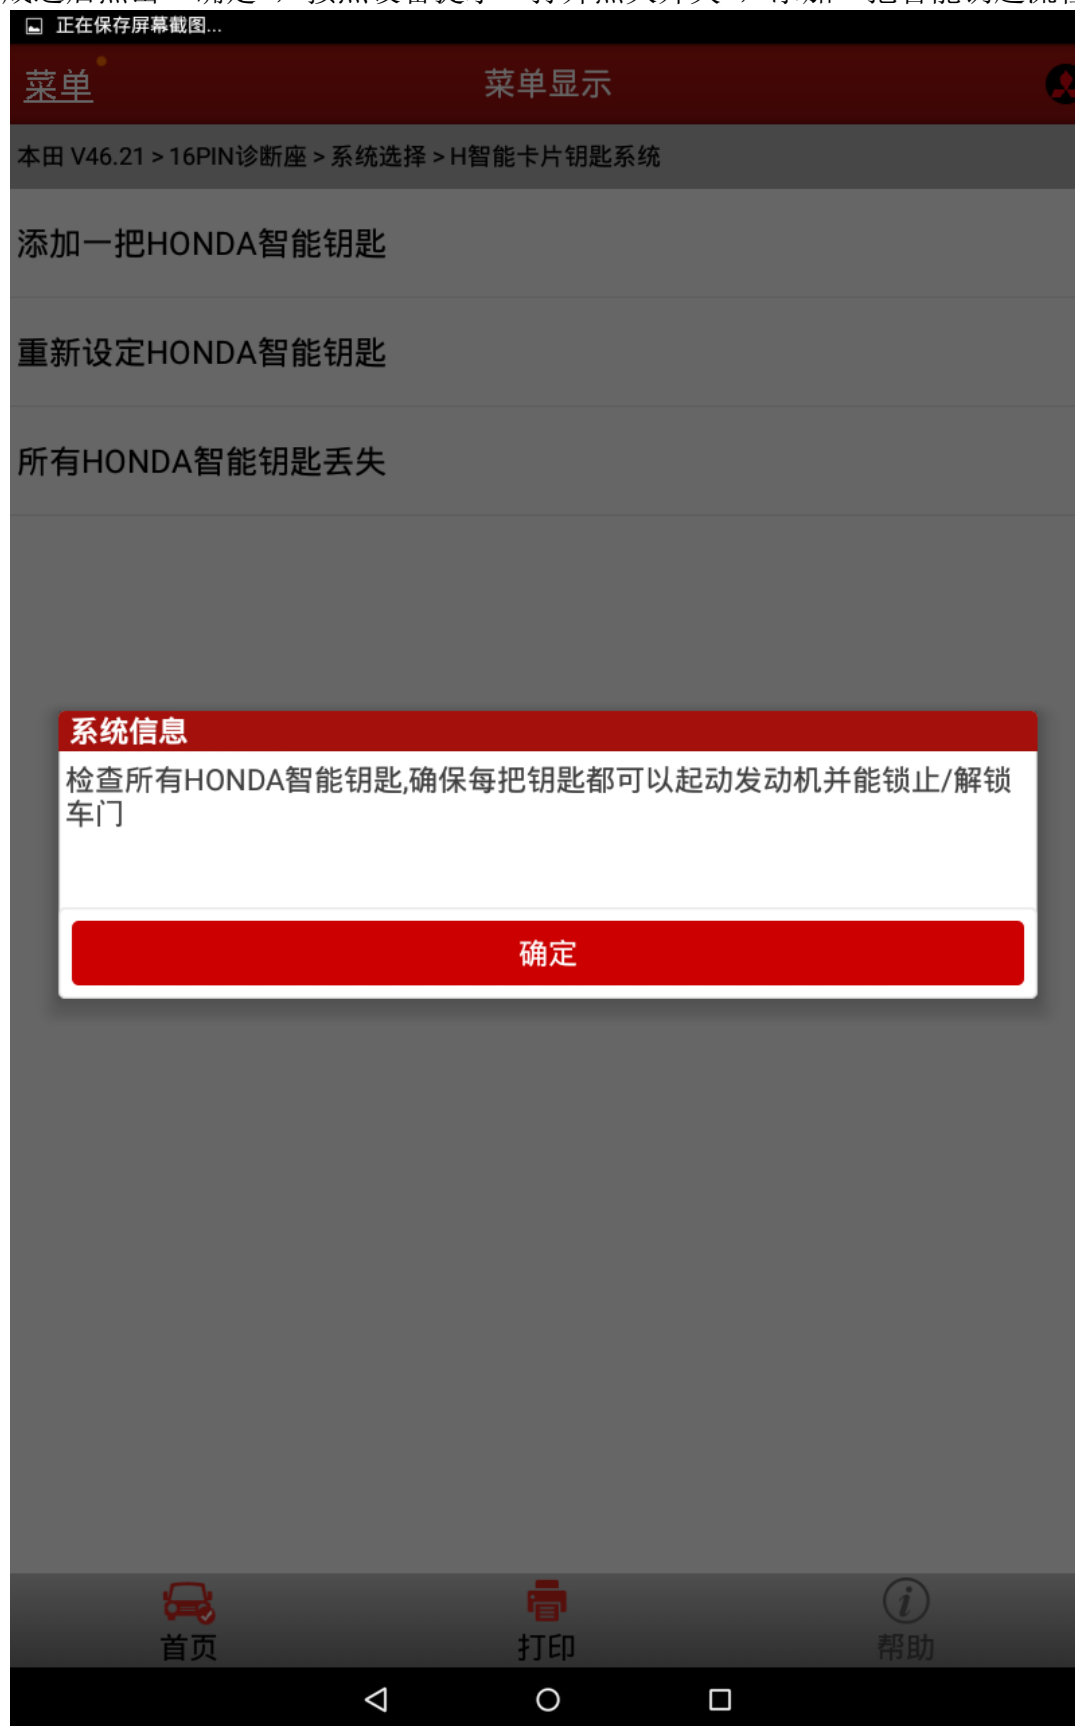 正在保存屏幕截图...
菜单
菜单显示
本田 V46.21 > 16PIN诊断座 > 系统选择 > H智能卡片钥匙系统
添加一把HONDA智能钥匙
重新设定HONDA智能钥匙
所有HONDA智能钥匙丢失
系统信息
检查所有HONDA智能钥匙,确保每把钥匙都可以起动发动机并能锁止/解锁
车门
确定
首页
打印
帮助